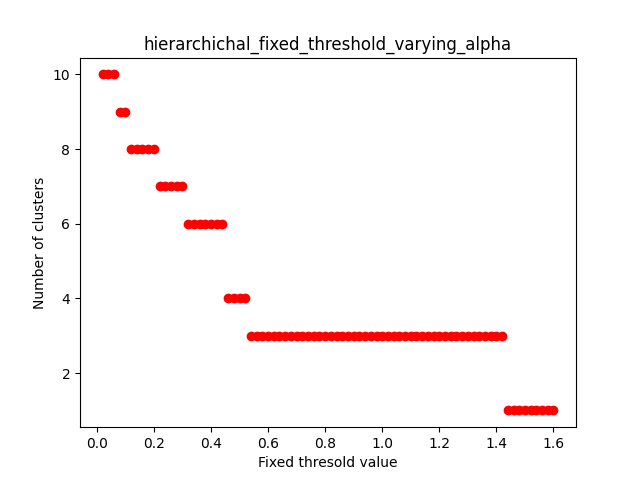 hierarchichal_fixed_threshold_varying_alpha
10
8
6
4
2
Number of clusters
0.0 0.2 0.4 0.6 0.8 1.0 1.2 1.4 1.6
Fixed thresold value